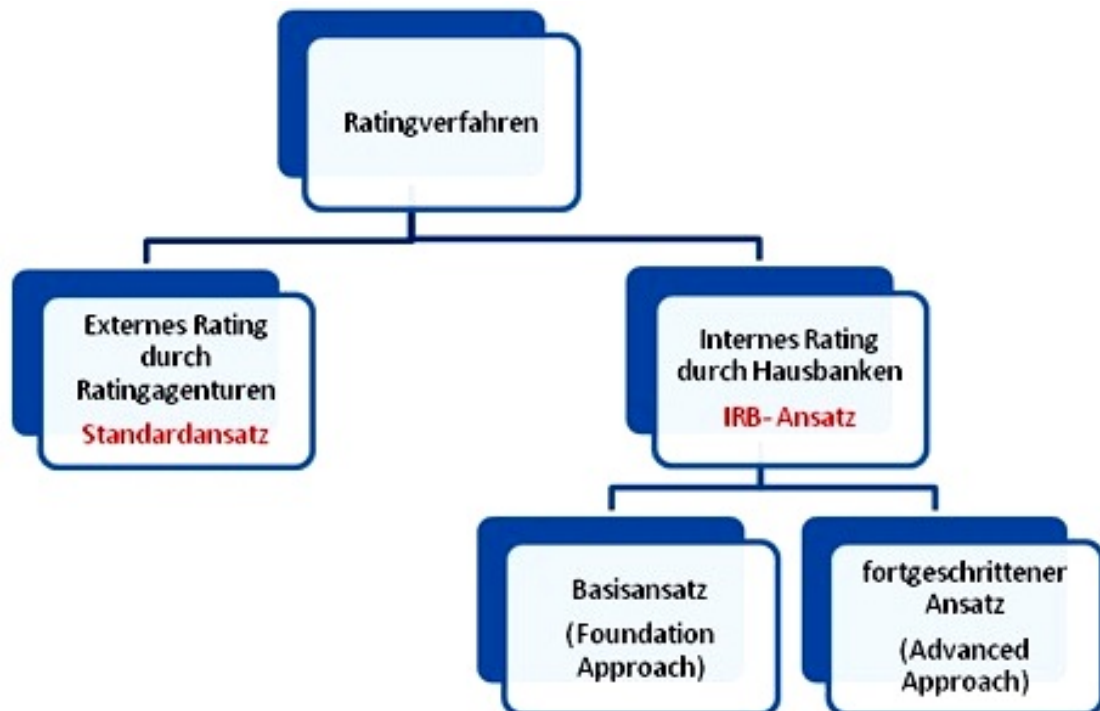 Ratingverfahren
Externes Rating
durch
Ratingagenturen
Standardansatz
Internes Rating
durch Hausbanken
IRB- Ansatz
Basisansatz
(Foundation
Approach)
fortgeschrittener
Ansatz
(Advanced
Approach)